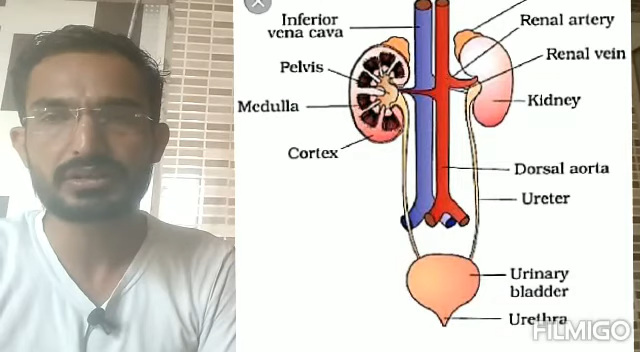 Inferior
vena cava
Renal artery
Renal vein
Pelvis
Medulla
Kidney
Cortex
Dorsal aorta
Ureter
Urinary
bladder
Urethra
FILMIGO